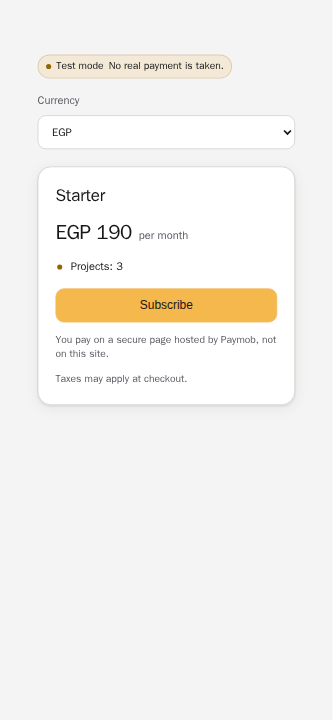 Test mode No real payment is taken.
Currency
EGP
Starter
EGP 190 per month
Projects: 3
Subscribe
You pay on a secure page hosted by Paymob, not
on this site.
Taxes may apply at checkout.